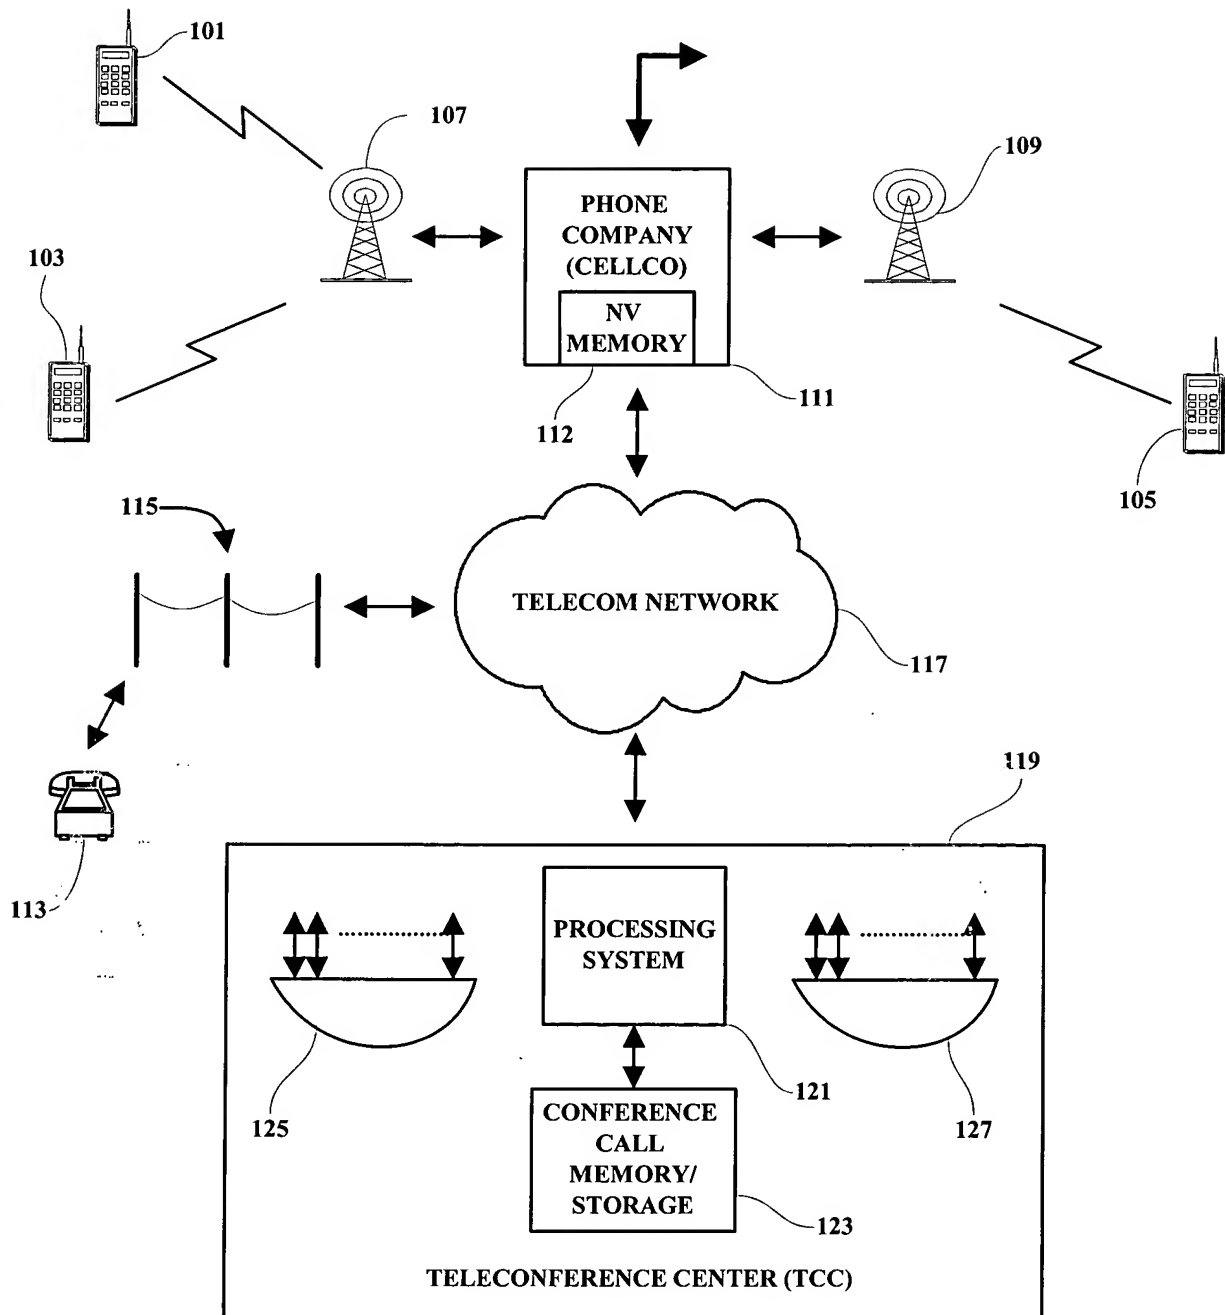 101
107
109
PHONE
COMPANY
(CELLCO)
103
NV
MEMORY
111
112
105
115
TELECOM NETWORK
117
119
113
PROCESSING
SYSTEM
121
125
127
CONFERENCE
CALL
MEMORY/
STORAGE
123
TELECONFERENCE CENTER (TCC)